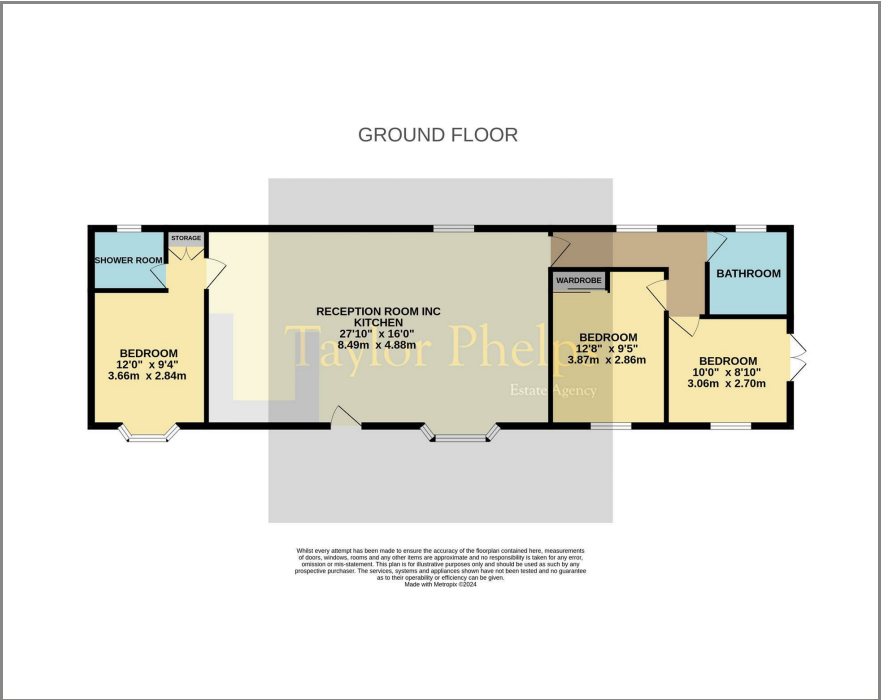 GROUND FLOOR
STORAGE
SHOWER ROOM
BEDROOM
12'0" x 9'4"
3.66m x 2.84m
RECEPTION ROOM INC
KITCHEN
27'10" x 16'0"
8.49m x 4.88m
WARDROBE
BEDROOM
12'8" x 9'5"
3.87m x 2.86m
BATHROOM
BEDROOM
10'0" x 8'10"
3.06m x 2.70m
Taylor Phelps
Estate Agency
Whilst every attempt has been made to ensure the accuracy of the floorplan contained here, measurements
of doors, windows, rooms and any other items are approximate and no responsibility is taken for any error,
omission or mis-statement. This plan is for illustrative purposes only and should be used as such by any
prospective purchaser. The services, systems and appliances shown have not been tested and no guarantee
as to their operability or efficiency can be given.
Made with Metropix ©2024